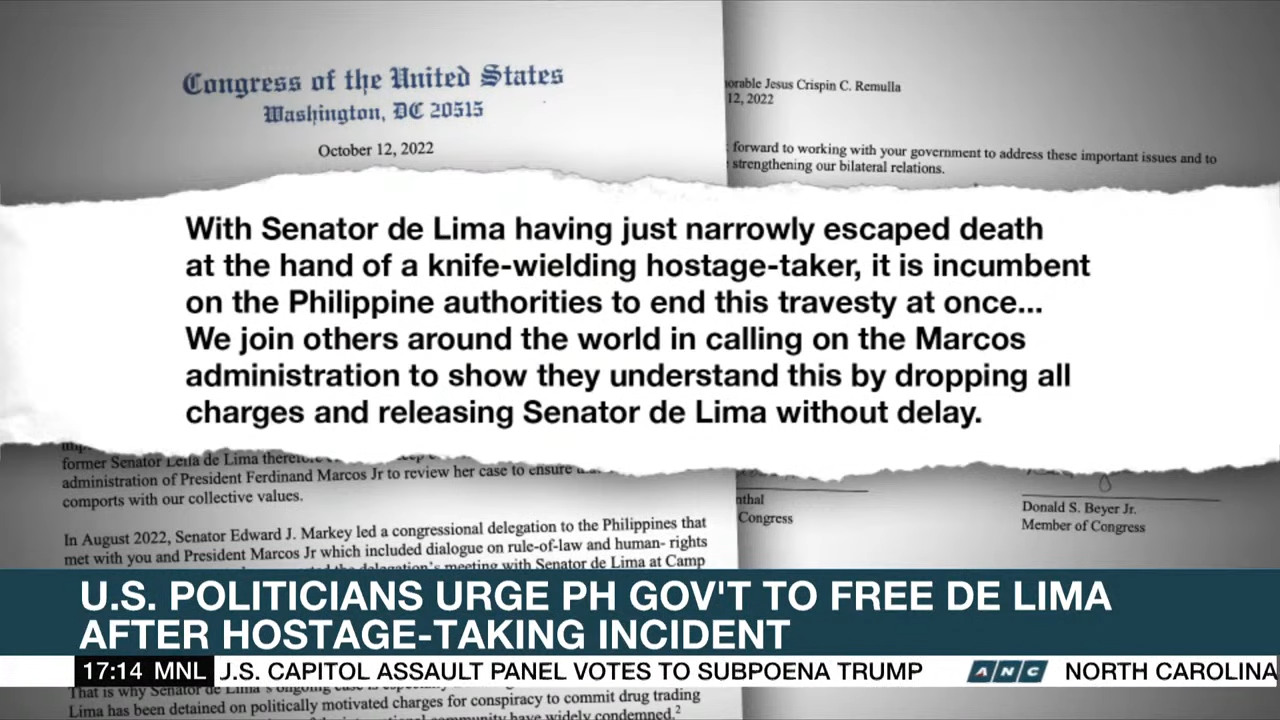 Congress of the United States
Washington, DC 20515
October 12, 2022
Jesus Crispin C. Remulla
12, 2022
forward to working with your government to address these important issues and to
strengthening our bilateral relations.
With Senator de Lima having just narrowly escaped death
at the hand of a knife-wielding hostage-taker, it is incumbent
on the Philippine authorities to end this travesty at once...
We join others around the world in calling on the Marcos
administration to show they understand this by dropping all
charges and releasing Senator de Lima without delay.
former Senator Leila de Lima
administration of President Ferdinand Marcos Jr to review her case to ensure
comports with our collective values.
In August 2022, Senator Edward J. Markey led a congressional delegation to the Philippines that
met with you and President Marcos Jr which included dialogue on rule-of-law and human- rights
delegation's meeting with Senator de Lima at Camp
Congress
Donald S. Beyer Jr.
Member of Congress
U.S. POLITICIANS URGE PH GOV'T TO FREE DE LIMA
AFTER HOSTAGE-TAKING INCIDENT
17:14 MNL .S. CAPITOL ASSAULT PANEL VOTES TO SUBPOENA TRUMP ANC NORTH CAROLINA
That is why Senator de Lima's ongoing case is
Lima has been detained on politically motivated charges for conspiracy to commit drug trading
community have widely condemned.2